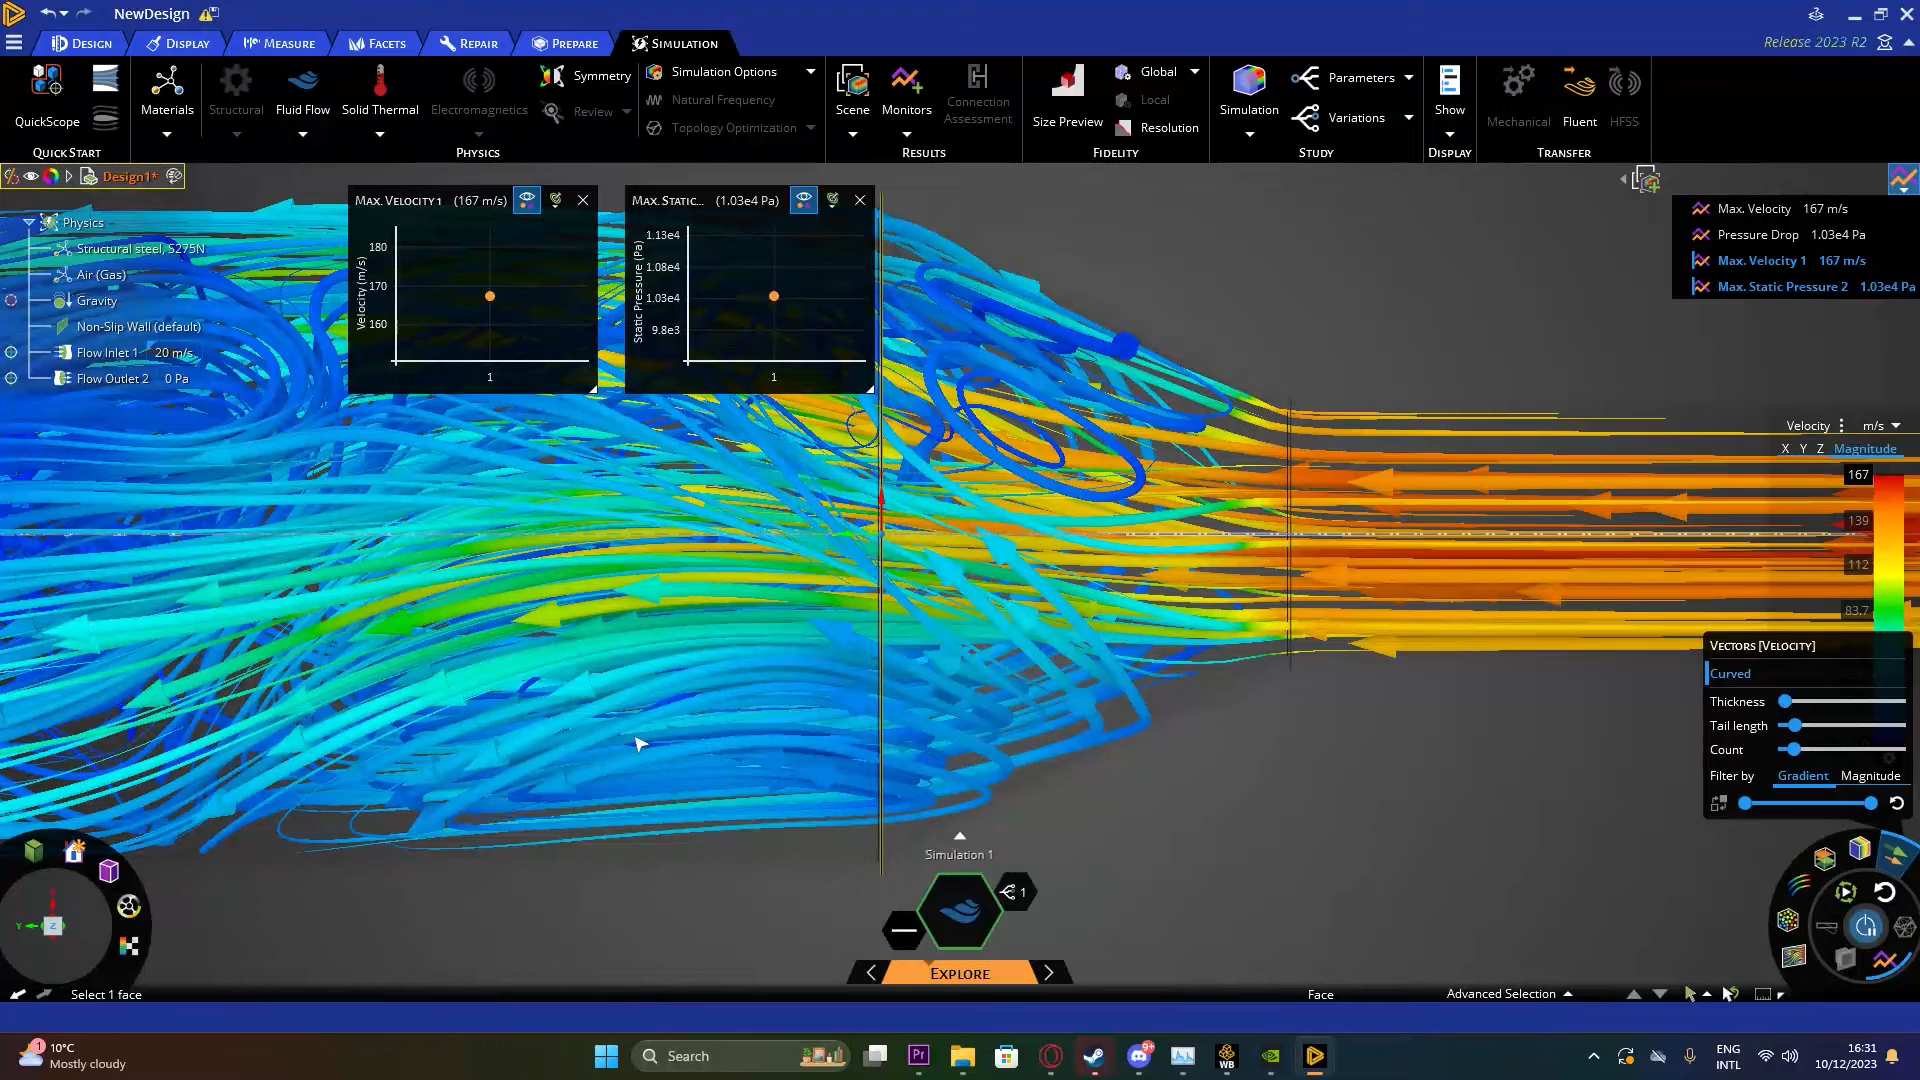 NewDesign
Design
Display
Measure
Facets
Repair
Prepare
Simulation
Release 2023 R2
QuickScope
Quick Start
Materials
Structural
Fluid Flow
Solid Thermal
Electromagnetics
Symmetry
Review
Physics
Simulation Options
Natural Frequency
Topology Optimization
Scene
Monitors
Connection
Assessment
Results
Size Preview
Global
Local
Resolution
Fidelity
Simulation
Parameters
Variations
Study
Show
Display
Mechanical
Fluent
HFSS
Transfer
Design1*
Physics
Structural steel, S275N
Air (Gas)
Gravity
Non-Slip Wall (default)
Flow Inlet 1 20 m/s
Flow Outlet 2 0 Pa
Max. Velocity 1 (167 m/s)
Velocity (m/s)
180
170
160
1
Max. Static... (1.03e4 Pa)
Static Pressure (Pa)
1.13e4
1.08e4
1.03e4
9.8e3
1
Max. Velocity 167 m/s
Pressure Drop 1.03e4 Pa
Max. Velocity 1 167 m/s
Max. Static Pressure 2 1.03e4 Pa
Velocity m/s
X Y Z Magnitude
167
139
112
83.7
Vectors [Velocity]
Curved
Thickness
Tail length
Count
Filter by Gradient Magnitude
Simulation 1
1
Explore
Y
Z
Select 1 face
Face
Advanced Selection
1
10°C
Mostly cloudy
Search
Pr
9+
WB
ENG
INTL
16:31
10/12/2023